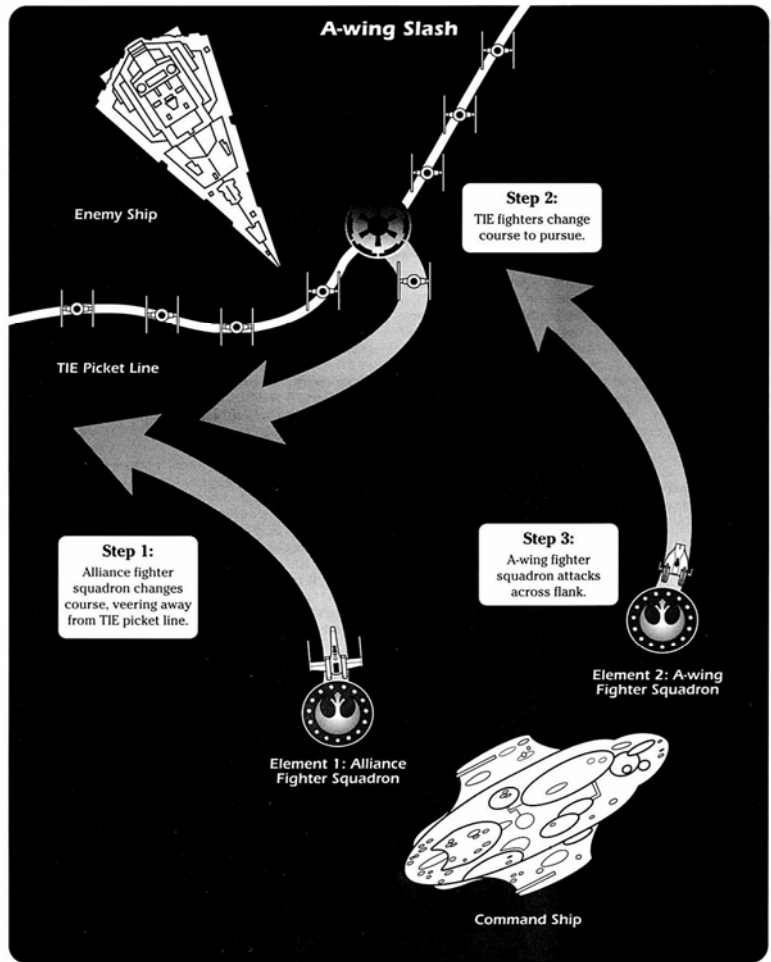 A-wing Slash
Enemy Ship
Step 2:
TIE fighters change
course to pursue.
TIE Picket Line
Step 1:
Alliance fighter
squadron changes
course, veering away
from TIE picket line.
Step 3:
A-wing fighter
squadron attacks
across flank.
Element 2: A-wing
Fighter Squadron
Element 1: Alliance
Fighter Squadron
Command Ship